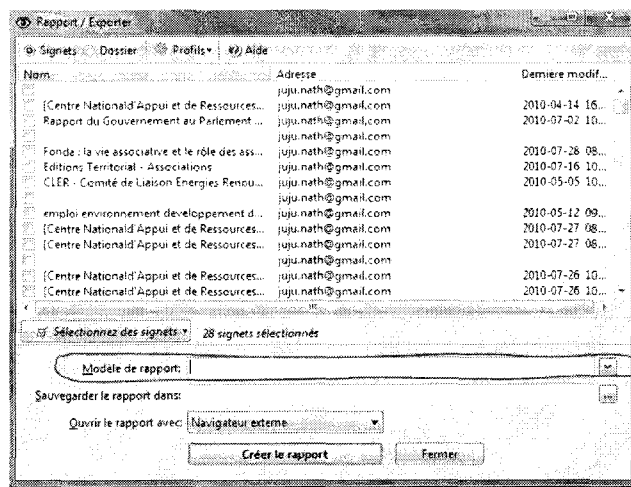 Rapport / Exporter
Signets Dossier Profils Aide
Nom Adresse Dernière modif...
juju.nath@gmail.com
[Centre National d'Appui et de Ressources... juju.nath@gmail.com 2010-04-14 16...
Rapport du Gouvernement au Parlement ... juju.nath@gmail.com 2010-07-02 10...
juju.nath@gmail.com
Fonda : la vie associative et le rôle des ass... juju.nath@gmail.com 2010-07-28 08...
Editions Territorial - Associations juju.nath@gmail.com 2010-07-16 10...
CLER - Comité de Liaison Energies Renou... juju.nath@gmail.com 2010-05-05 10...
juju.nath@gmail.com
emploi environnement developpement d... juju.nath@gmail.com 2010-05-12 09...
[Centre National d'Appui et de Ressources... juju.nath@gmail.com 2010-07-27 08...
[Centre National d'Appui et de Ressources... juju.nath@gmail.com 2010-07-27 08...
juju.nath@gmail.com
[Centre National d'Appui et de Ressources... juju.nath@gmail.com 2010-07-26 10...
[Centre National d'Appui et de Ressources... juju.nath@gmail.com 2010-07-26 10...
Sélectionnez des signets 28 signets sélectionnés
Modèle de rapport:
Sauvegarder le rapport dans: ...
Ouvrir le rapport avec: Navigateur externe
Créer le rapport Fermer